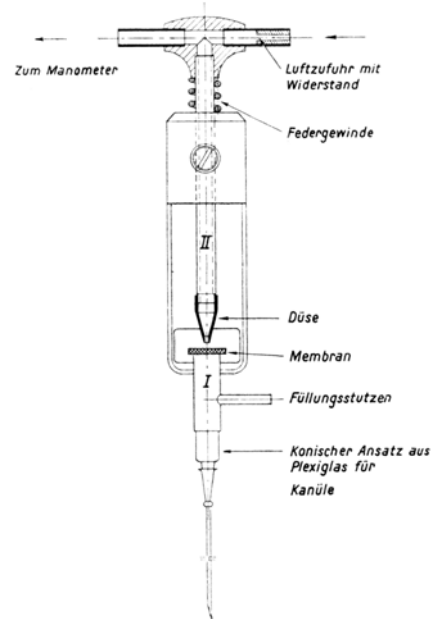 Zum Manometer
Luftzufuhr mit
Widerstand
Federgewinde
II
Düse
Membran
I
Füllungsstutzen
Konischer Ansatz aus
Plexiglas für
Kanüle